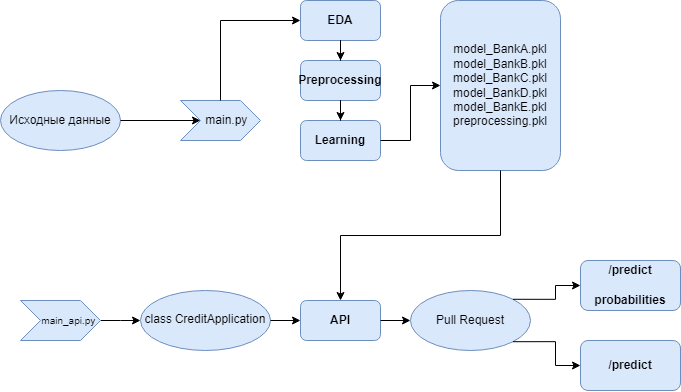 EDA
Preprocessing
Learning
Исходные данные
main.py
model_BankA.pkl
model_BankB.pkl
model_BankC.pkl
model_BankD.pkl
model_BankE.pkl
preprocessing.pkl
main_api.py
class CreditApplication
API
Pull Request
/predict
probabilities
/predict